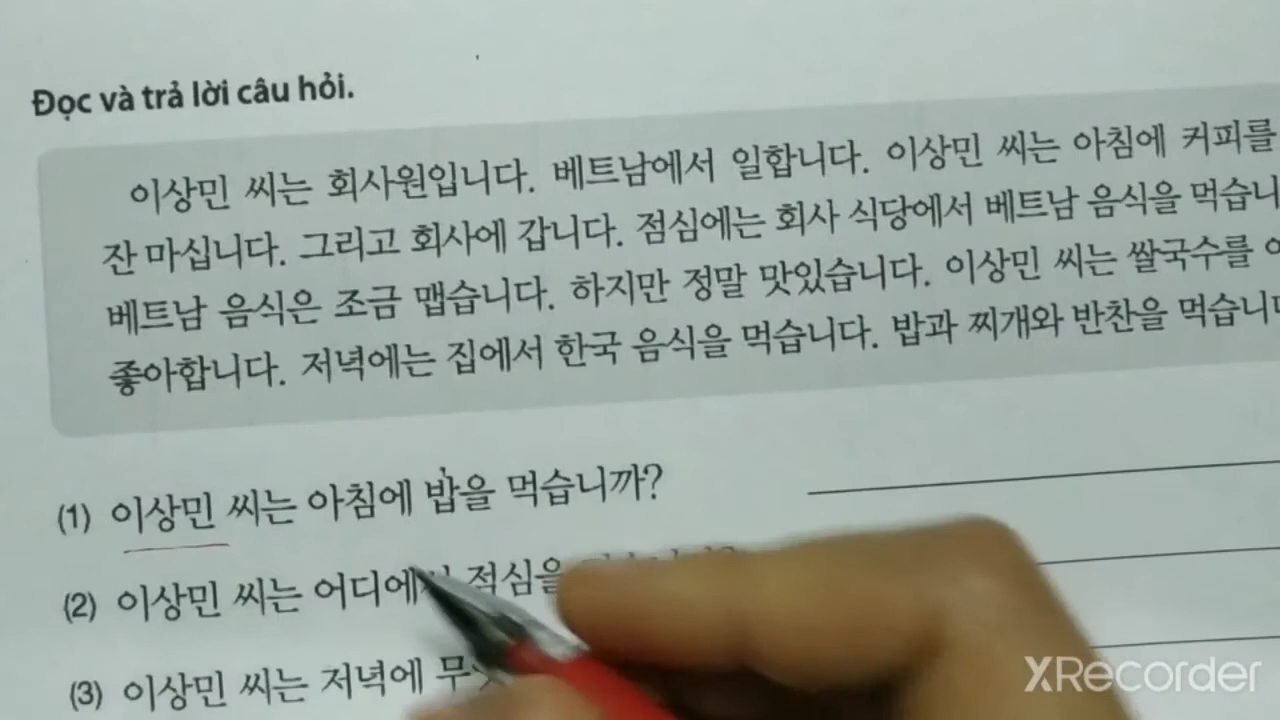 Đọc và trả lời câu hỏi.
이상민 씨는 회사원입니다. 베트남에서 일합니다. 이상민 씨는 아침에 커피를
잔 마십니다. 그리고 회사에 갑니다. 점심에는 회사 식당에서 베트남 음식을 먹습니
베트남 음식은 조금 맵습니다. 하지만 정말 맛있습니다. 이상민 씨는 쌀국수를
좋아합니다. 저녁에는 집에서 한국 음식을 먹습니다. 밥과 찌개와 반찬을 먹습니다
(1) 이상민 씨는 아침에 밥을 먹습니까?
(2) 이상민 씨는 어디에서 점심을
(3) 이상민 씨는 저녁에
XRecorder